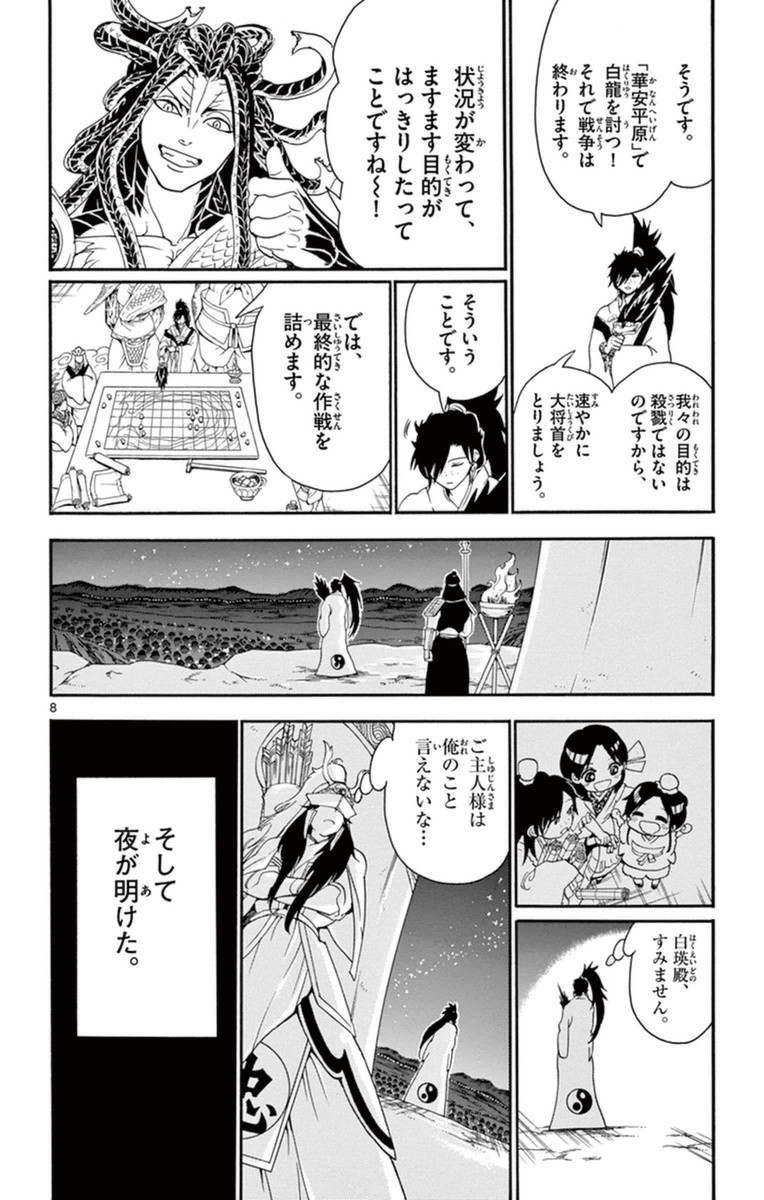 そうです。
「華安平原」で
白龍を討つ!
それで戦争は
終わります。
我々の目的は
殺戮ではない
のですから、
速やかに
大将首を
とりましょう。
状況が変わって、
ますます目的が
はっきりしたって
ことですね〜!
そういう
ことです。
では、
最終的な作戦を
詰めます。
8
白瑛殿、
すみません。
ご主人様は
俺のこと
言えないな…
忠
そして
夜が明けた。